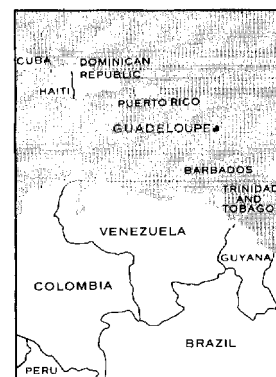 CUBA
DOMINICAN
REPUBLIC
HAITI
PUERTO RICO
GUADELOUPE
BARBADOS
TRINIDAD
AND
TOBAGO
VENEZUELA
GUYANA
COLOMBIA
BRAZIL
PERU